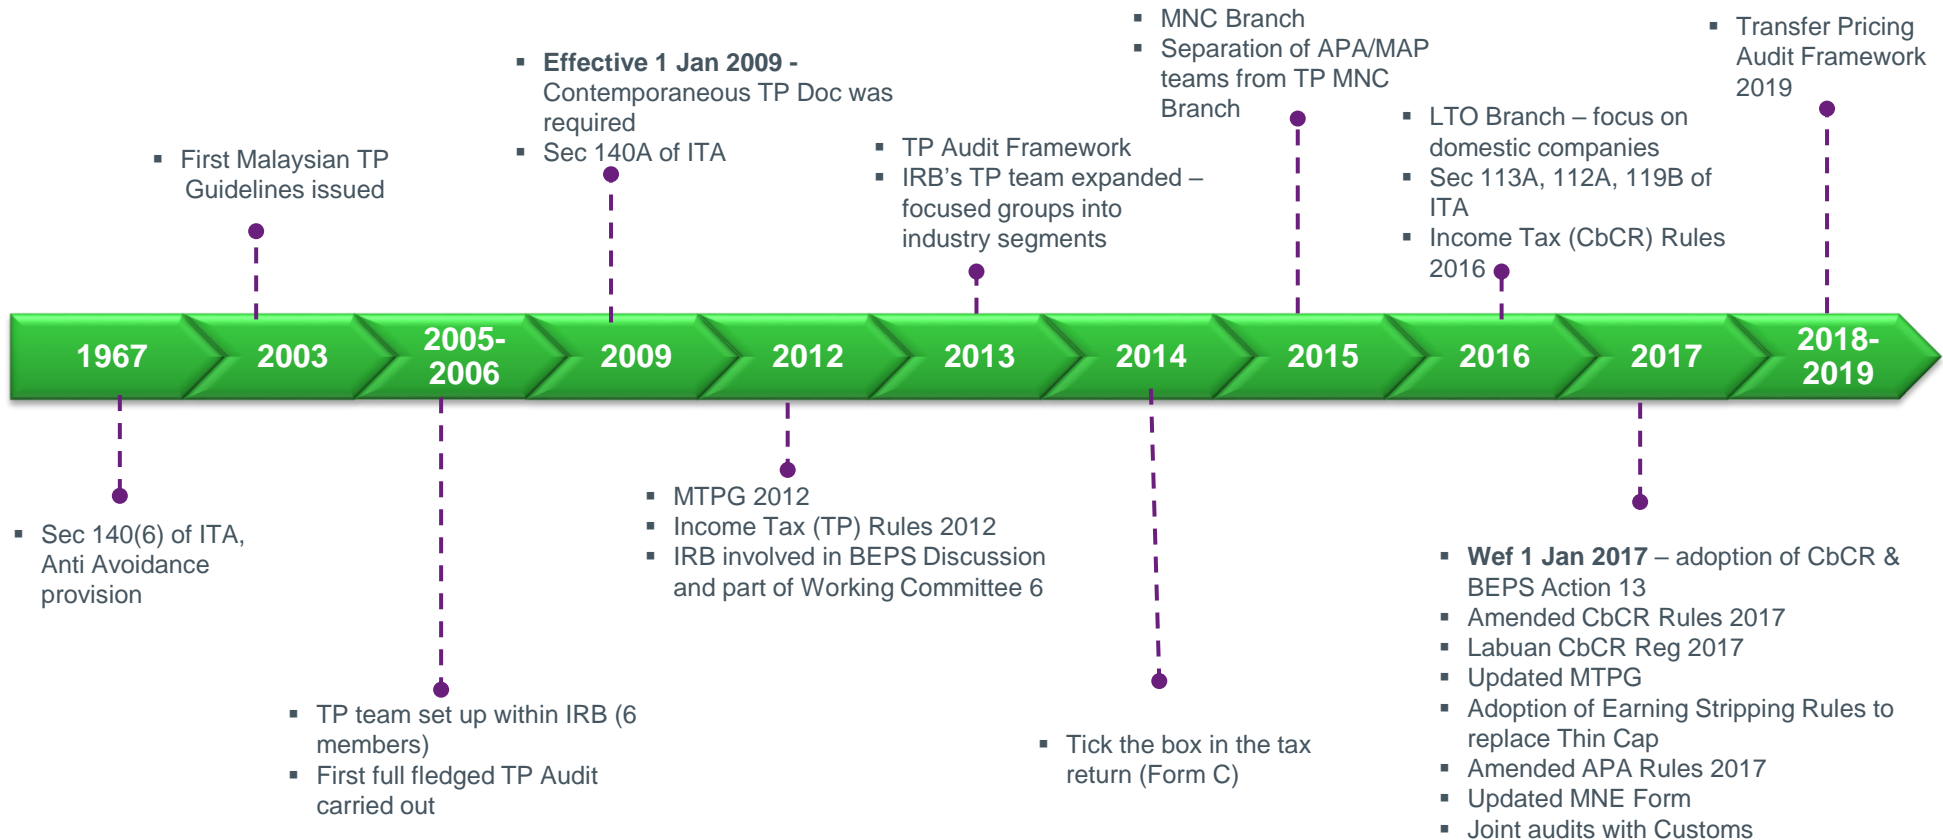 ▪ MNC Branch
▪ Separation of APA/MAP
teams from TP MNC
Branch
▪ Transfer Pricing
Audit Framework
2019
▪ Effective 1 Jan 2009 -
Contemporaneous TP Doc was
required
▪ Sec 140A of ITA
▪ LTO Branch – focus on
domestic companies
▪ Sec 113A, 112A, 119B of
ITA
▪ Income Tax (CbCR) Rules
2016
▪ First Malaysian TP
Guidelines issued
▪ TP Audit Framework
▪ IRB’s TP team expanded –
focused groups into
industry segments
1967
2003
2005-
2006
2009
2012
2013
2014
2015
2016
2017
2018-
2019
▪ Sec 140(6) of ITA,
Anti Avoidance
provision
▪ MTPG 2012
▪ Income Tax (TP) Rules 2012
▪ IRB involved in BEPS Discussion
and part of Working Committee 6
▪ TP team set up within IRB (6
members)
▪ First full fledged TP Audit
carried out
▪ Tick the box in the tax
return (Form C)
▪ Wef 1 Jan 2017 – adoption of CbCR &
BEPS Action 13
▪ Amended CbCR Rules 2017
▪ Labuan CbCR Reg 2017
▪ Updated MTPG
▪ Adoption of Earning Stripping Rules to
replace Thin Cap
▪ Amended APA Rules 2017
▪ Updated MNE Form
▪ Joint audits with Customs